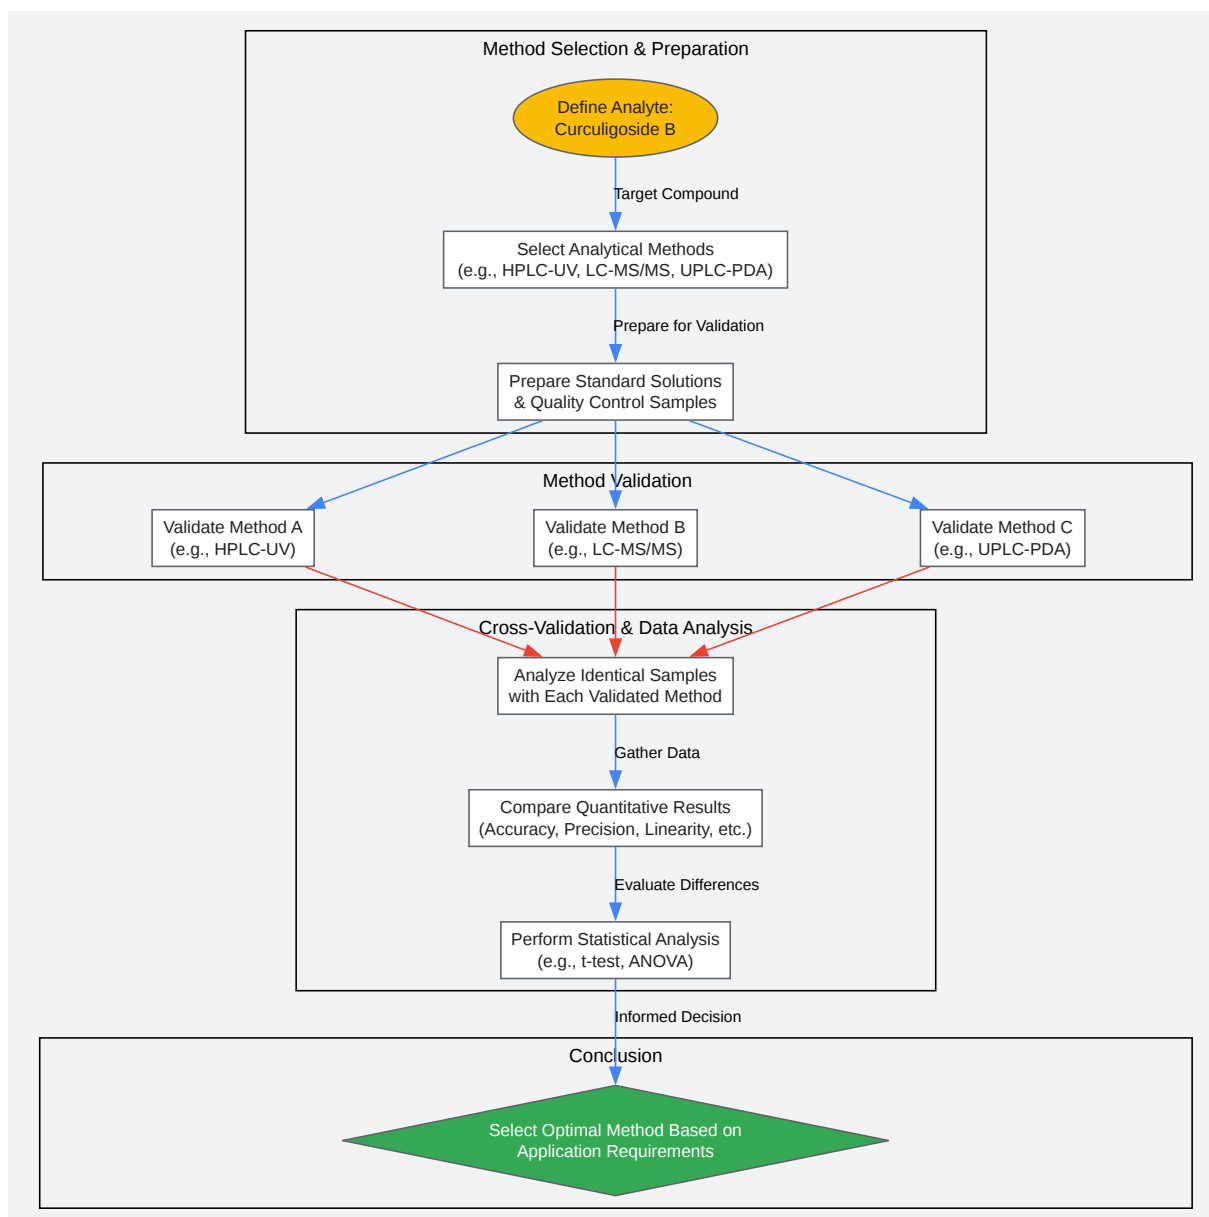 Method Selection & Preparation
Define Analyte:
Curculigoside B
Target Compound
Select Analytical Methods
(e.g., HPLC-UV, LC-MS/MS, UPLC-PDA)
Prepare for Validation
Prepare Standard Solutions
& Quality Control Samples
Method Validation
Validate Method A
(e.g., HPLC-UV)
Validate Method B
(e.g., LC-MS/MS)
Validate Method C
(e.g., UPLC-PDA)
Cross-Validation & Data Analysis
Analyze Identical Samples
with Each Validated Method
Gather Data
Compare Quantitative Results
(Accuracy, Precision, Linearity, etc.)
Evaluate Differences
Perform Statistical Analysis
(e.g., t-test, ANOVA)
Informed Decision
Conclusion
Select Optimal Method Based on
Application Requirements